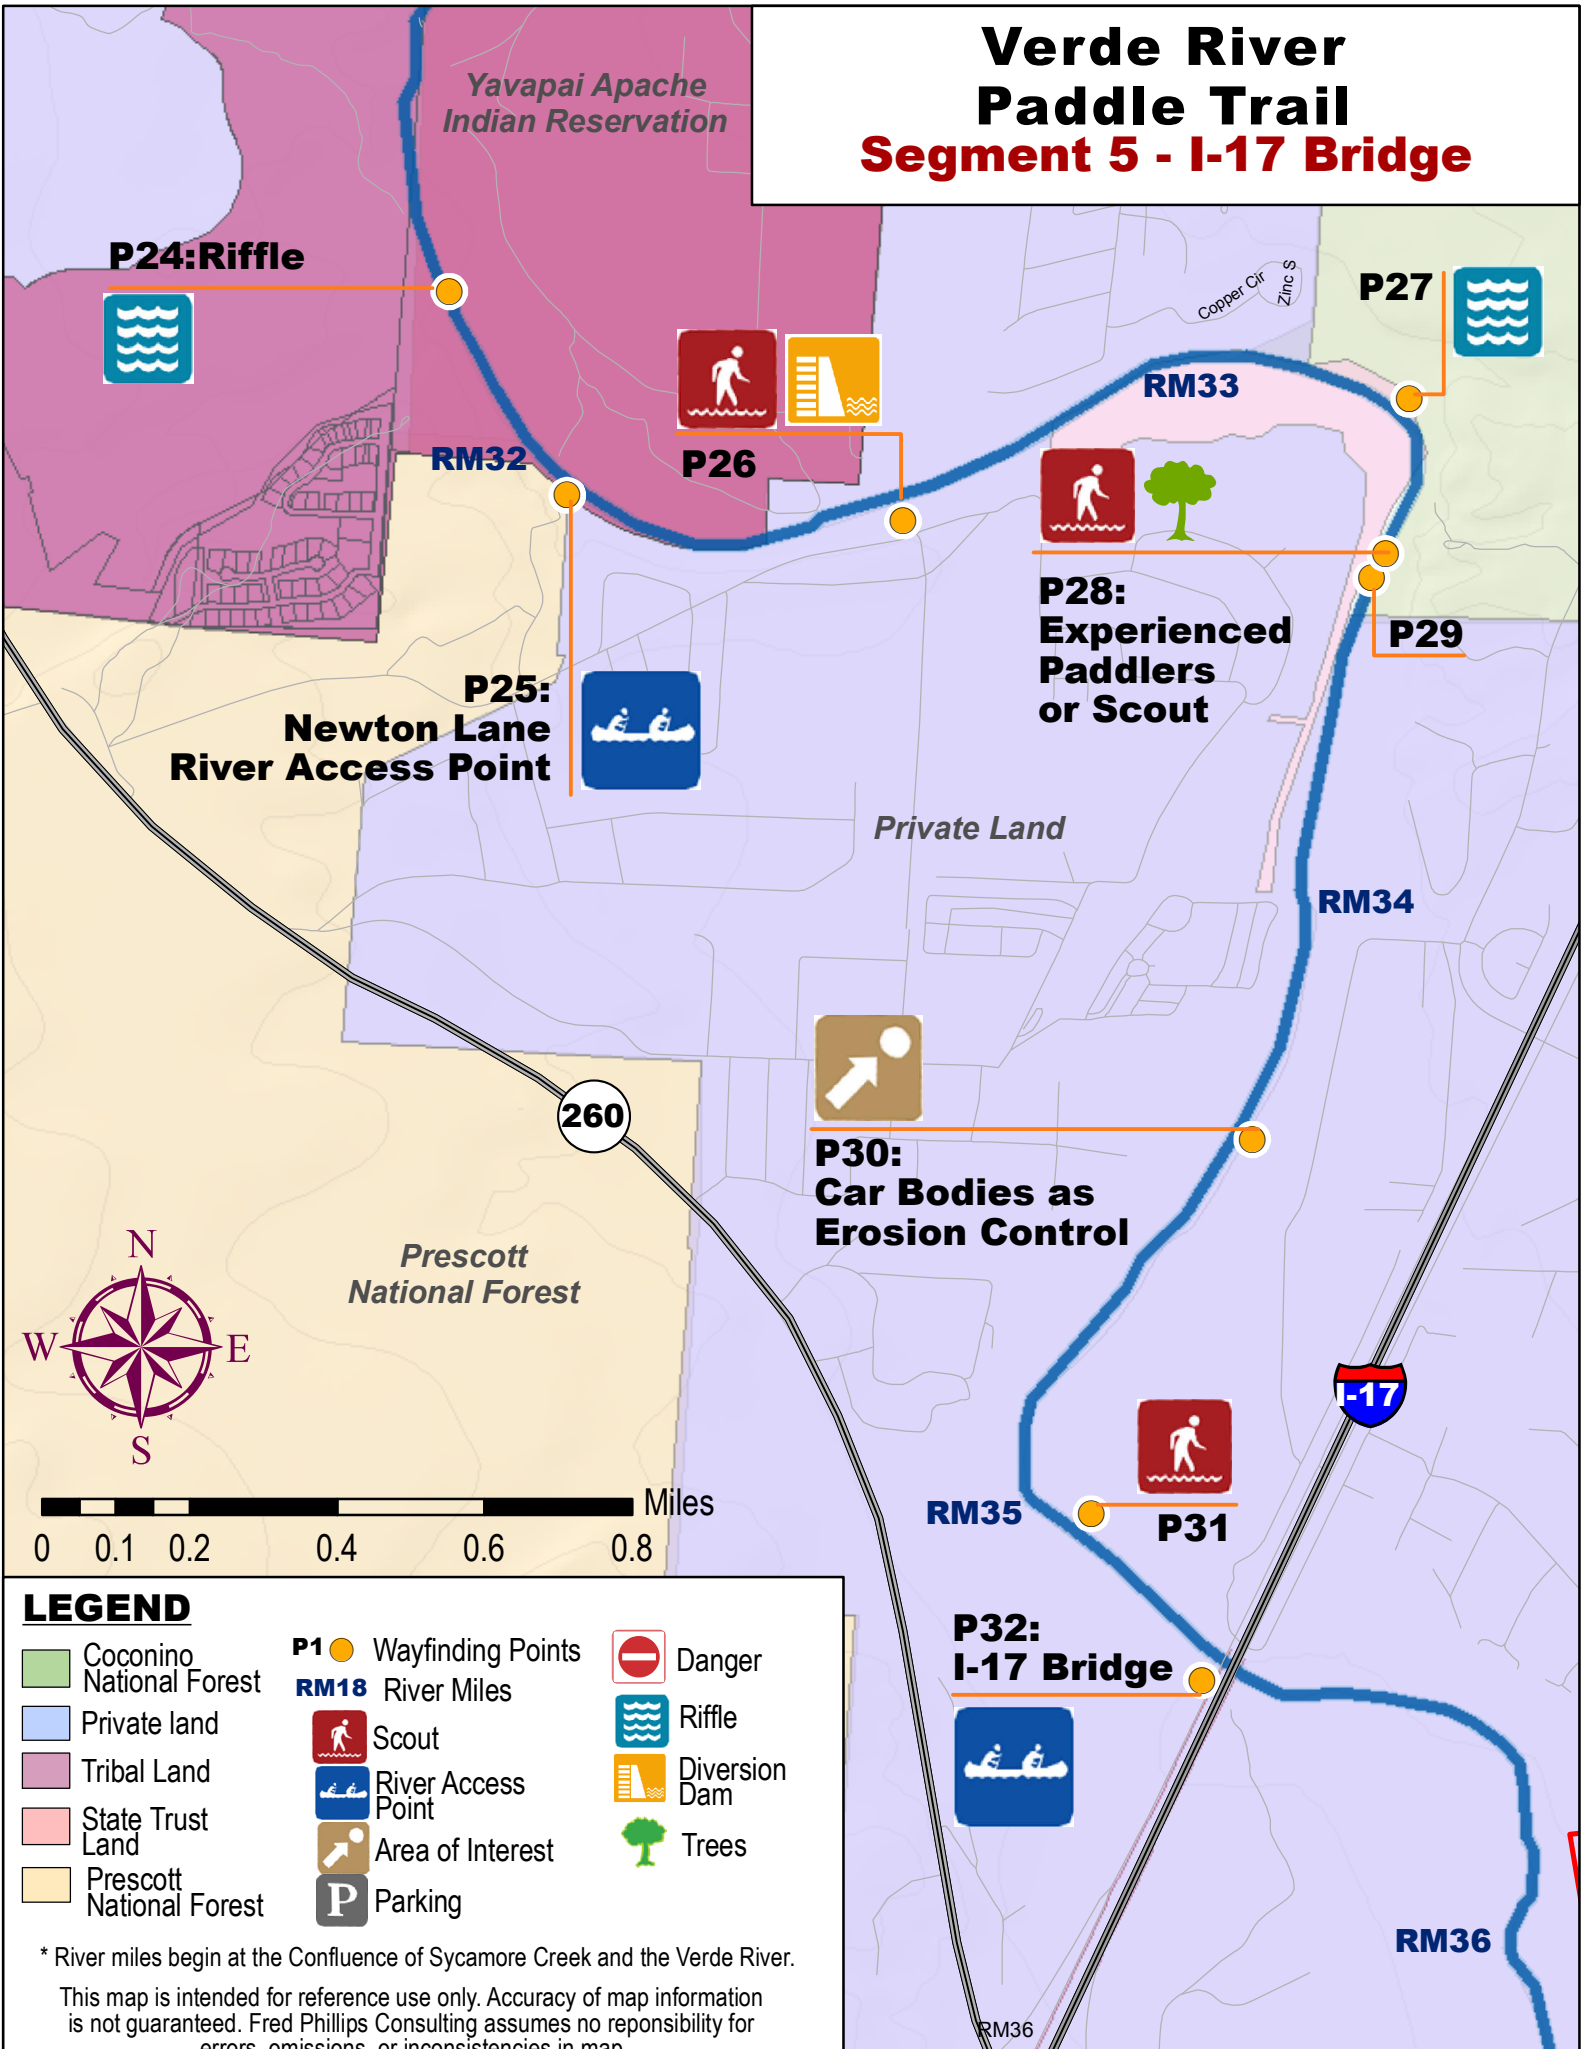 Verde River
Paddle Trail
Segment 5 - I-17 Bridge
Yavapai Apache
Indian Reservation
P24:Riffle
Copper Cir
Zinc S
P27
RM33
RM32
P26
P28:
Experienced
Paddlers
or Scout
P29
P25:
Newton Lane
River Access Point
Private Land
RM34
260
P30:
Car Bodies as
Erosion Control
Prescott
National Forest
N
W
E
S
I-17
Miles
0 0.1 0.2 0.4 0.6 0.8
RM35
P31
P32:
I-17 Bridge
RM36
RM36
LEGEND
Coconino
National Forest
Private land
Tribal Land
State Trust
Land
Prescott
National Forest
P1 Wayfinding Points
RM18 River Miles
Scout
River Access
Point
Area of Interest
P Parking
Danger
Riffle
Diversion
Dam
Trees
* River miles begin at the Confluence of Sycamore Creek and the Verde River.
This map is intended for reference use only. Accuracy of map information
is not guaranteed. Fred Phillips Consulting assumes no reponsibility for
errors, omissions, or inconsistencies in map